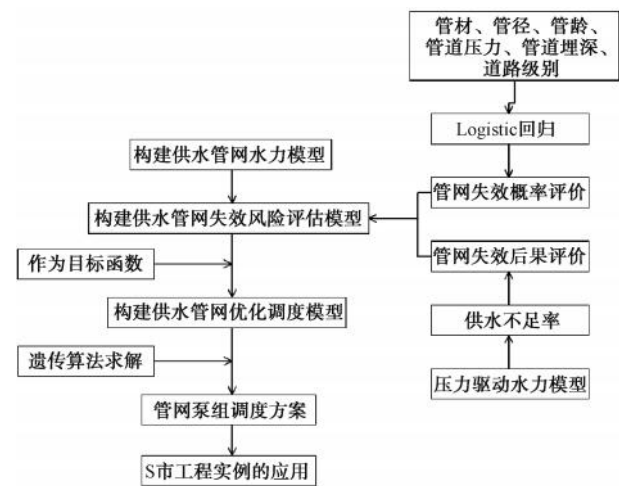 管材、管径、管龄、
管道压力、管道埋深、
道路级别
Logistic回归
构建供水管网水力模型
管网失效概率评价
构建供水管网失效风险评估模型
作为目标函数
管网失效后果评价
构建供水管网优化调度模型
供水不足率
遗传算法求解
压力驱动水力模型
管网泵组调度方案
S市工程实例的应用